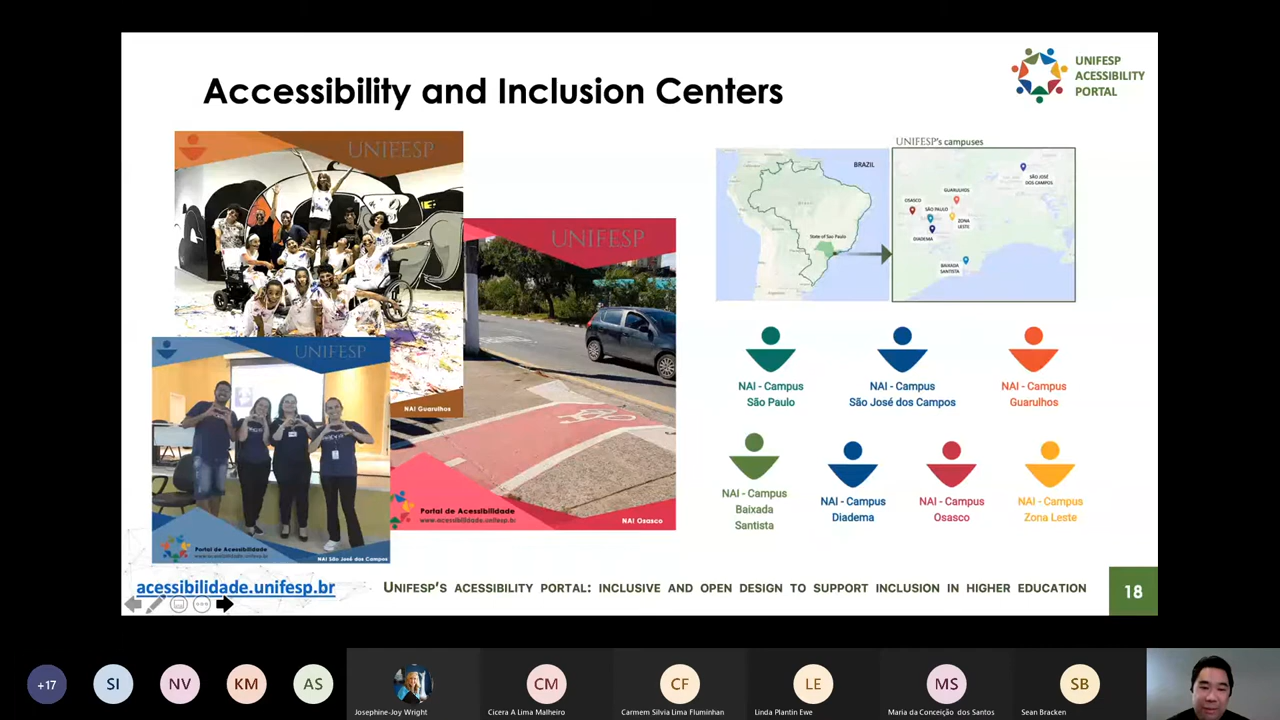 Accessibility and Inclusion Centers
UNIFESP
ACESSIBILITY
PORTAL
UNIFESP
NAI Guarulhos
UNIFESP
Portal de Acessibilidade
www.acessibilidade.unifesp.br
NAI Osasco
UNIFESP
Portal de Acessibilidade
www.acessibilidade.unifesp.br
NAI São José dos Campos
UNIFESP's campuses
BRAZIL
State of Sao Paulo
SÃO JOSÉ
DOS CAMPOS
GUARULHOS
OSASCO
SÃO PAULO
ZONA
LESTE
DIADEMA
BAIXADA
SANTISTA
NAI - Campus
São Paulo
NAI - Campus
São José dos Campos
NAI - Campus
Guarulhos
NAI - Campus
Baixada
Santista
NAI - Campus
Diadema
NAI - Campus
Osasco
NAI - Campus
Zona Leste
acessibilidade.unifesp.br
UNIFESP'S ACESSIBILITY PORTAL: INCLUSIVE AND OPEN DESIGN TO SUPPORT INCLUSION IN HIGHER EDUCATION
18
+17
SI
NV
KM
AS
Josephine-Joy Wright
CM
Cicera A Lima Malheiro
CF
Carmem Silvia Lima Fluminhan
LE
Linda Plantin Ewe
MS
Maria da Conceição dos Santos
SB
Sean Bracken